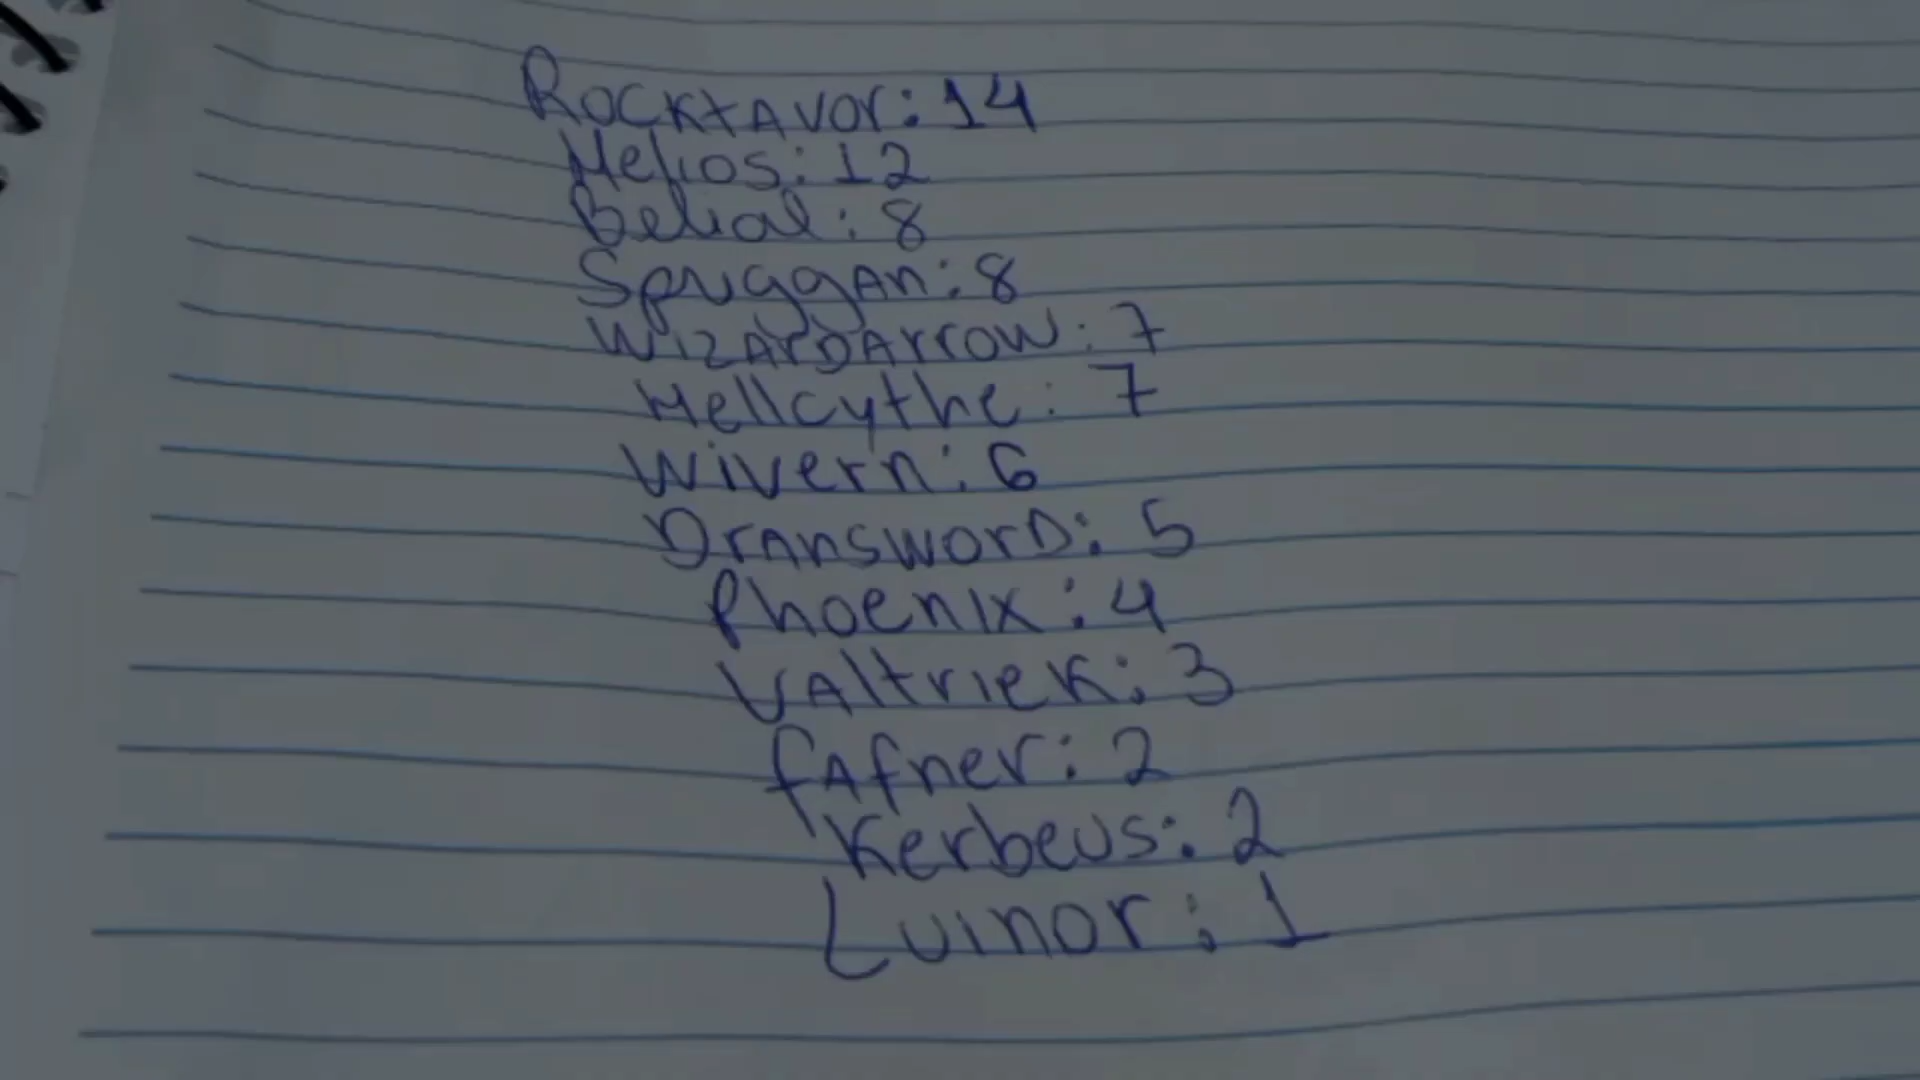 Rocktavor: 14
Helios: 12
Belial: 8
Spruggan: 8
Wizardarrow: 7
Hellcythe: 7
Wivern: 6
Dransword: 5
Phoenix: 4
Valtriek: 3
fafner: 2
Kerbeus: 2
Luinor: 1